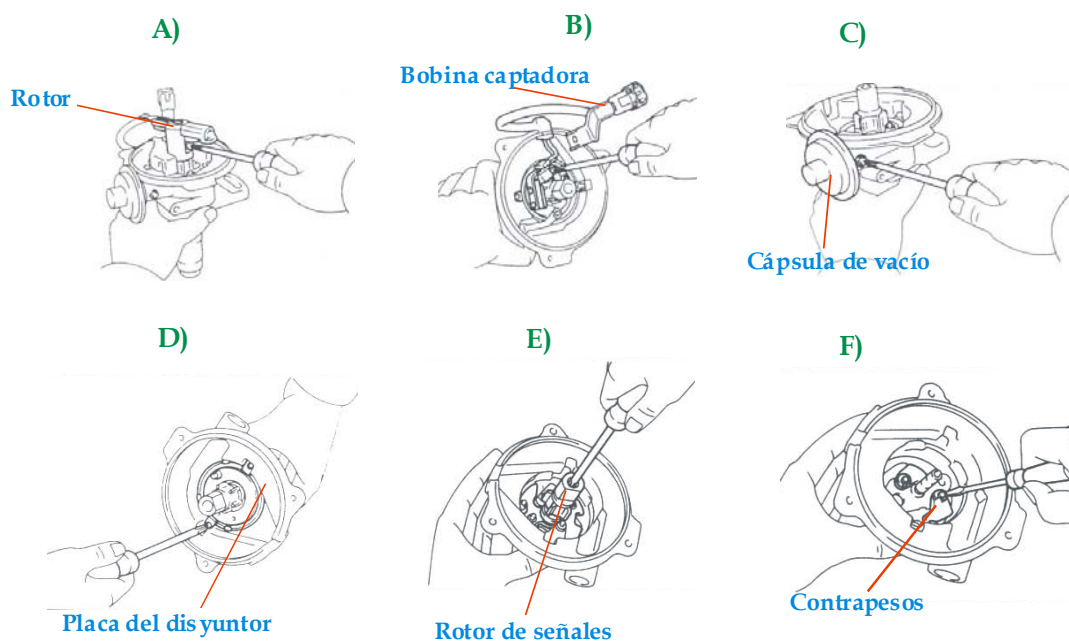 A)
B)
C)
Rotor
Bobina captadora
Cápsula de vacío
D)
E)
F)
Placa del disyuntor
Rotor de señales
Contrapesos